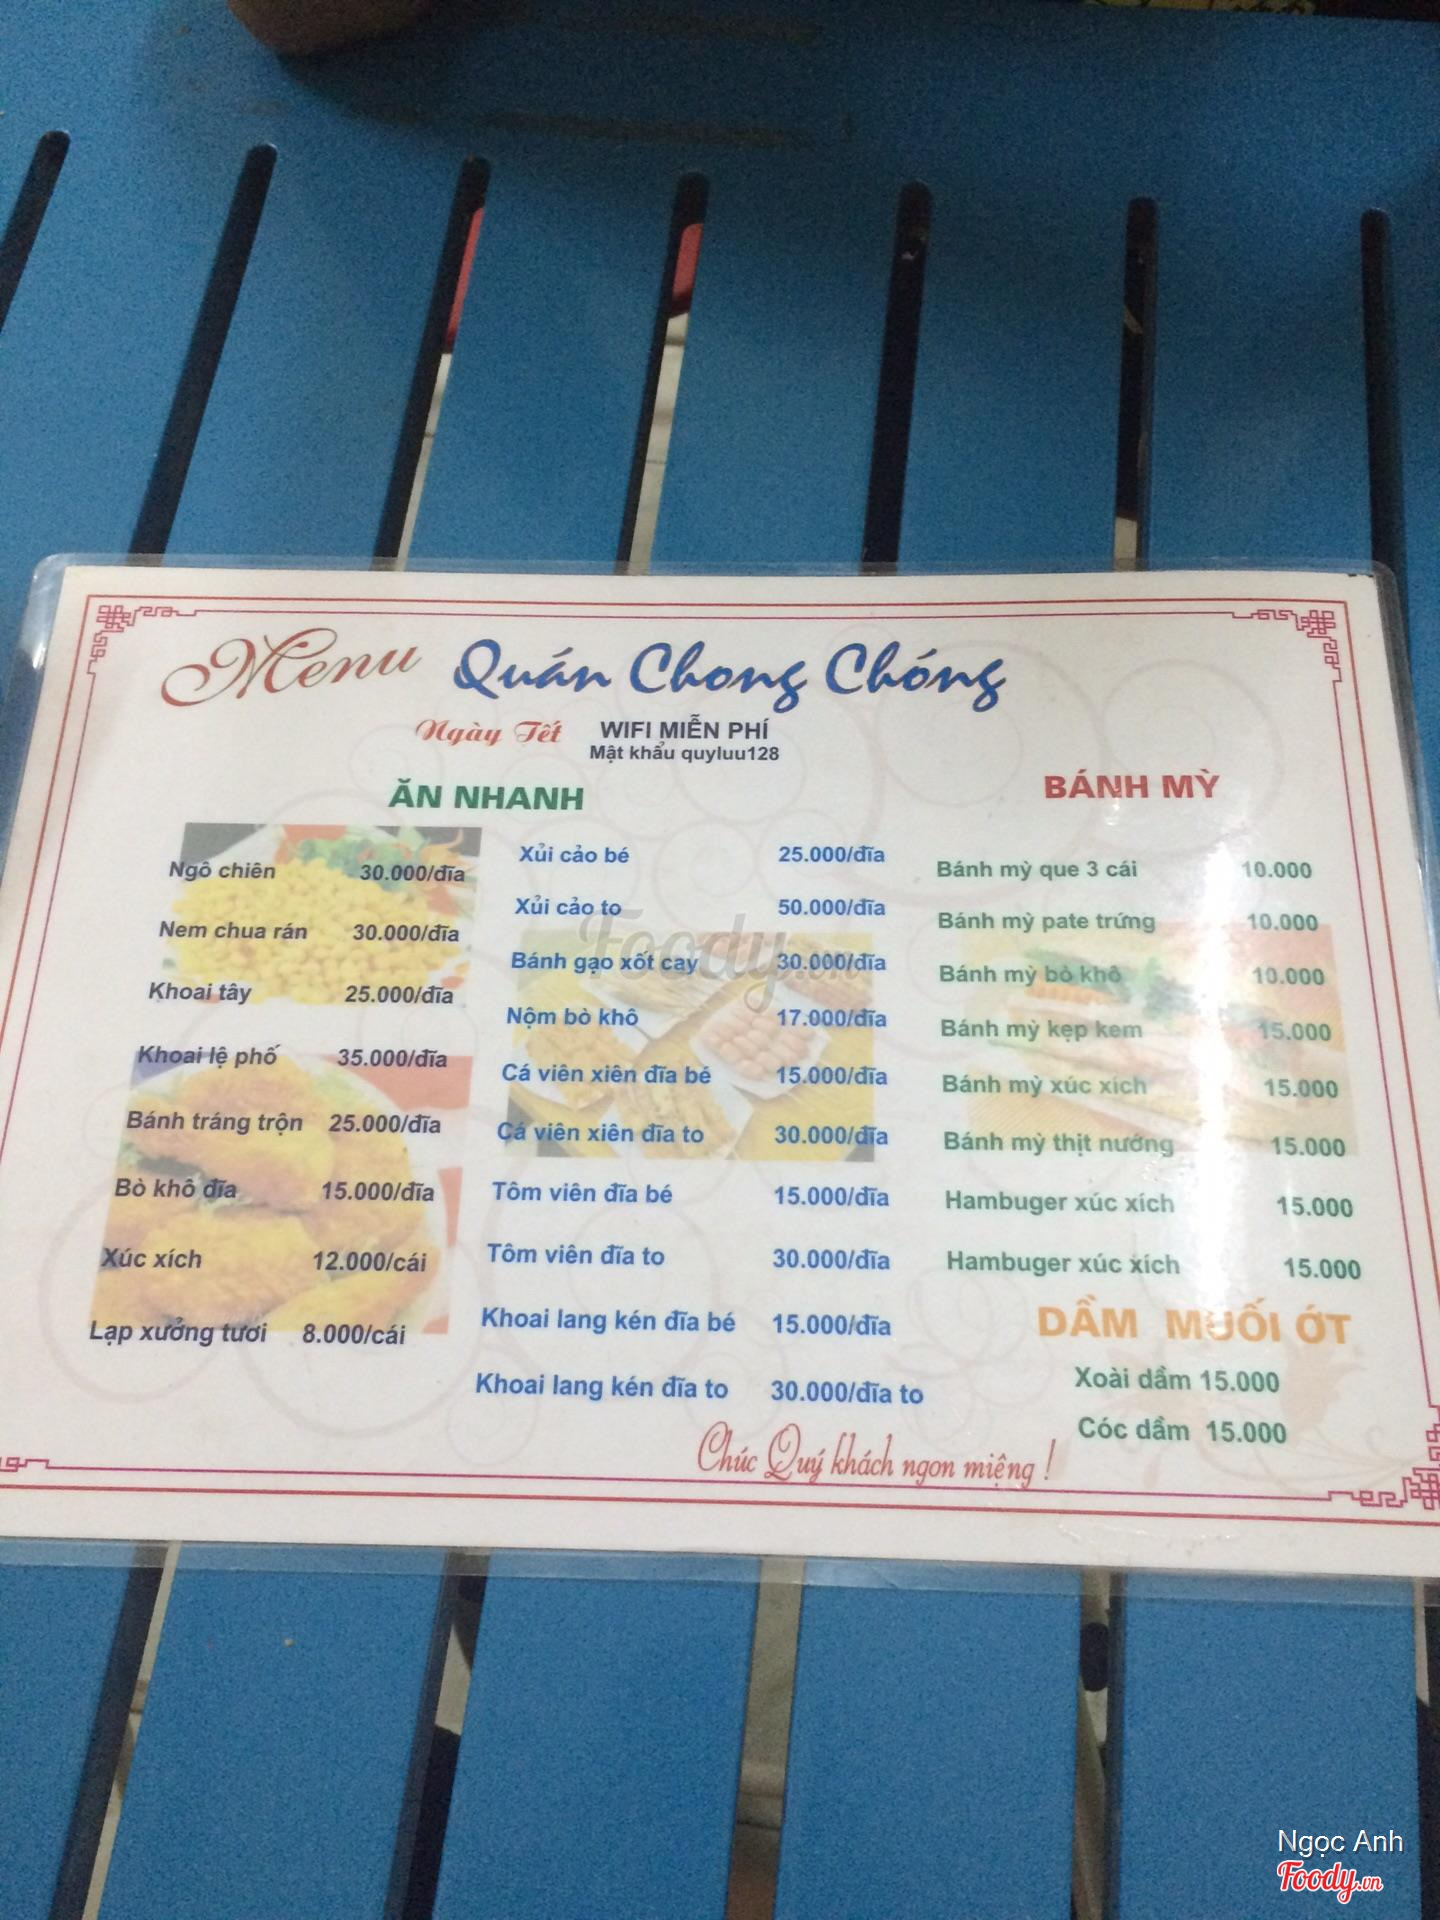 Menu Quán Chong Chóng
Ngày Tết WIFI MIỄN PHÍ
Mật khẩu quyluu128
ĂN NHANH
Ngô chiên 30.000/đĩa
Nem chua rán 30.000/đĩa
Khoai tây 25.000/đĩa
Khoai lệ phố 35.000/đĩa
Bánh tráng trộn 25.000/đĩa
Bò khô đĩa 15.000/đĩa
Xúc xích 12.000/cái
Lạp xưởng tươi 8.000/cái
Xủi cảo bé 25.000/đĩa
Xủi cảo to 50.000/đĩa
Bánh gạo xốt cay 30.000/đĩa
Nộm bò khô 17.000/đĩa
Cá viên xiên đĩa bé 15.000/đĩa
Cá viên xiên đĩa to 30.000/đĩa
Tôm viên đĩa bé 15.000/đĩa
Tôm viên đĩa to 30.000/đĩa
Khoai lang kén đĩa bé 15.000/đĩa
Khoai lang kén đĩa to 30.000/đĩa to
BÁNH MỲ
Bánh mỳ que 3 cái 10.000
Bánh mỳ pate trứng 10.000
Bánh mỳ bò khô 10.000
Bánh mỳ kẹp kem 15.000
Bánh mỳ xúc xích 15.000
Bánh mỳ thịt nướng 15.000
Hambuger xúc xích 15.000
Hambuger xúc xích 15.000
DẦM MUỐI ỚT
Xoài dầm 15.000
Cóc dầm 15.000
Chúc Quý khách ngon miệng !
Foody.vn
Ngọc Anh
Foody.vn